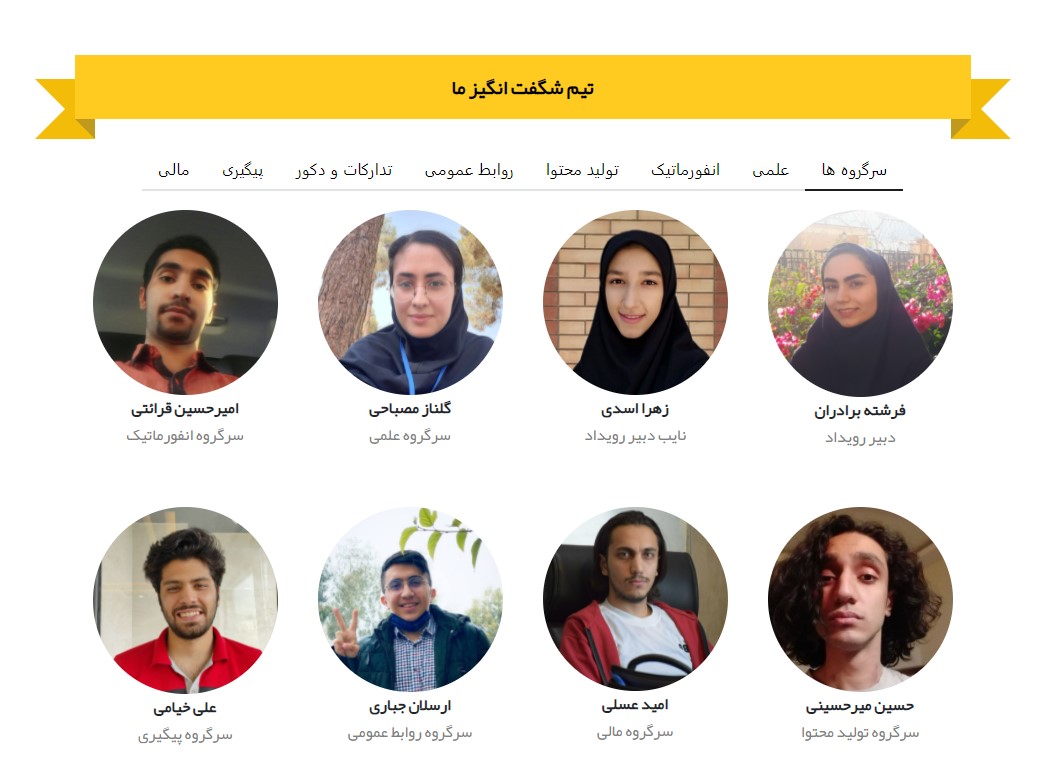 تیم شگفت انگیز ما
سرگروه ها علمی انفورماتیک تولید محتوا روابط عمومی تدارکات و دکور پیگیری مالی
فرشته برادران
دبیر رویداد
زهرا اسدی
نایب دبیر رویداد
گلناز مصباحی
سرگروه علمی
امیرحسین قرائتی
سرگروه انفورماتیک
حسین میرحسینی
سرگروه تولید محتوا
امید عسلی
سرگروه مالی
ارسلان جباری
سرگروه روابط عمومی
علی خیامی
سرگروه پیگیری